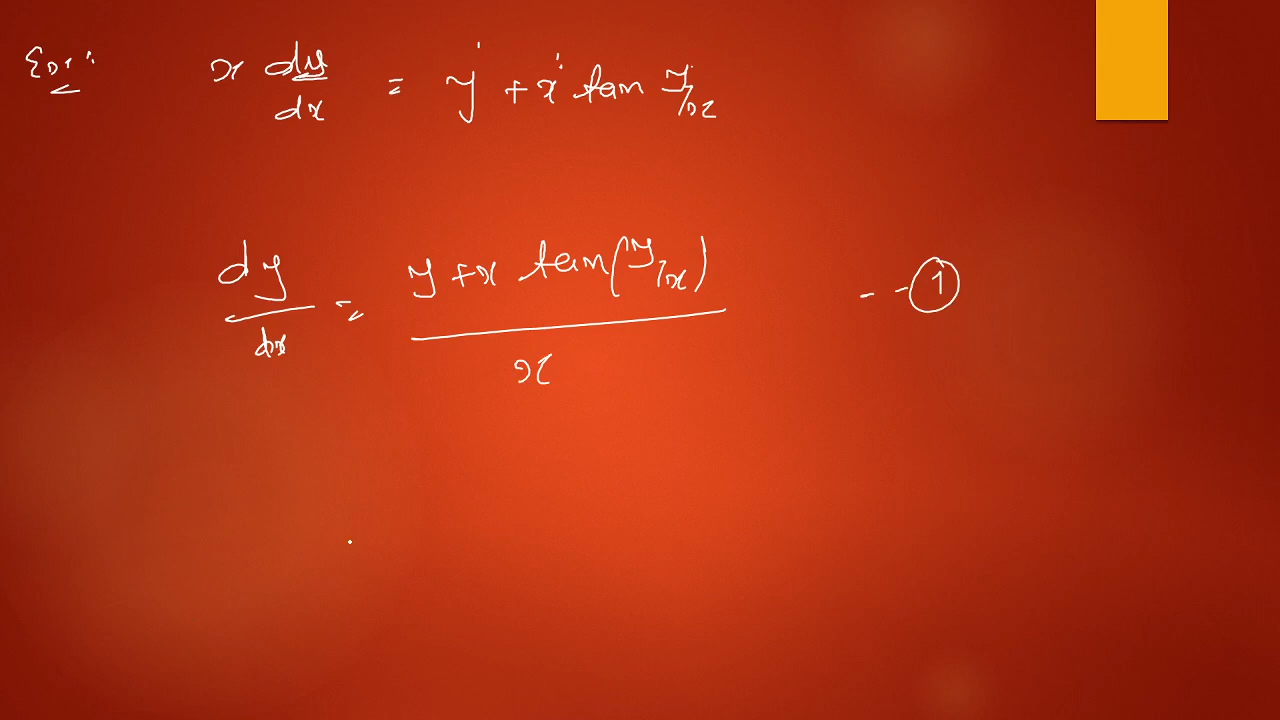 Ex: x dy/dx = y + x tan y/x
dy/dx = (y + x tan(y/x))/x --①